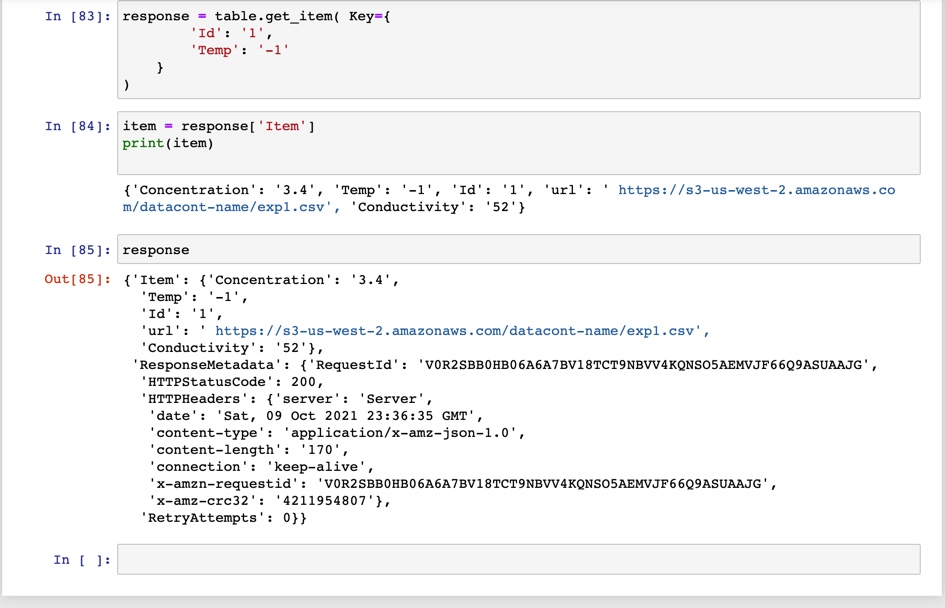 In [83]: response = table.get_item( Key={
'Id': '1',
'Temp': '-1'
}
)
In [84]: item = response['Item']
print(item)
{'Concentration': '3.4', 'Temp': '-1', 'Id': '1', 'url': ' https://s3-us-west-2.amazonaws.co
m/datacont-name/exp1.csv', 'Conductivity': '52'}
In [85]: response
Out[85]: {'Item': {'Concentration': '3.4',
'Temp': '-1',
'Id': '1',
'url': ' https://s3-us-west-2.amazonaws.com/datacont-name/exp1.csv',
'Conductivity': '52'},
'ResponseMetadata': {'RequestId': 'V0R2SBB0HB06A6A7BV18TCT9NBVV4KQNSO5AEMVJF66Q9ASUAAJG',
'HTTPStatusCode': 200,
'HTTPHeaders': {'server': 'Server',
'date': 'Sat, 09 Oct 2021 23:36:35 GMT',
'content-type': 'application/x-amz-json-1.0',
'content-length': '170',
'connection': 'keep-alive',
'x-amzn-requestid': 'V0R2SBB0HB06A6A7BV18TCT9NBVV4KQNSO5AEMVJF66Q9ASUAAJG',
'x-amz-crc32': '4211954807'},
'RetryAttempts': 0}}
In [ ]: